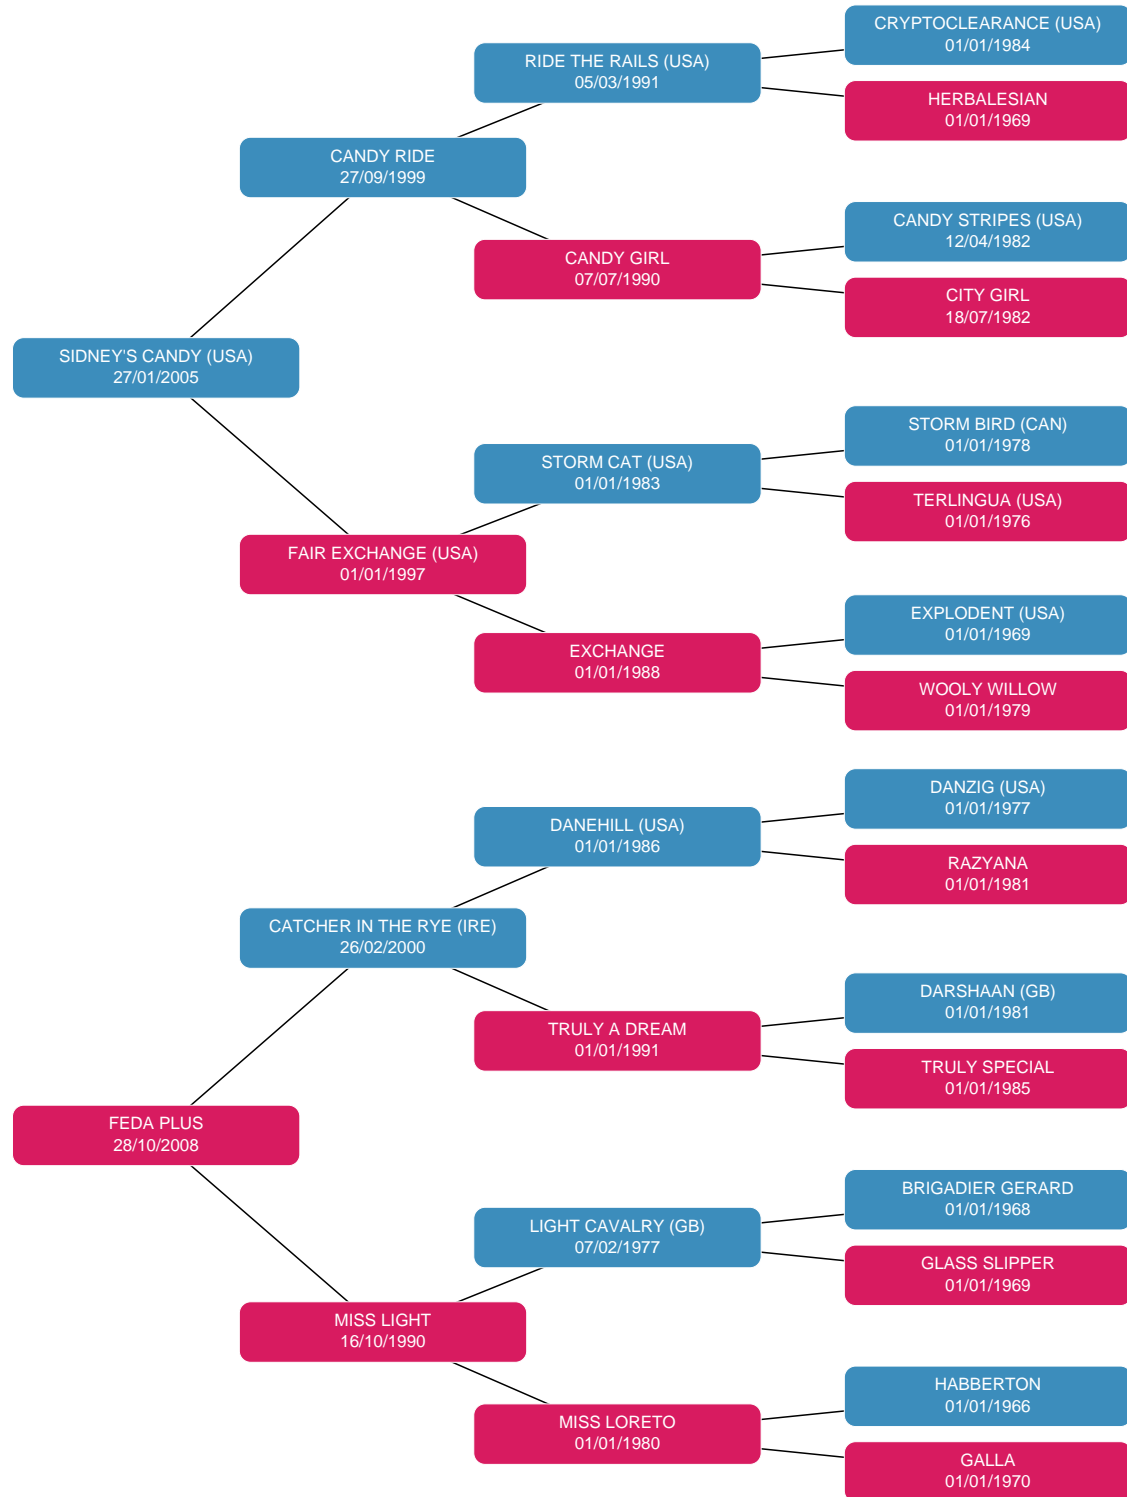 CRYPTOCLEARANCE (USA)
01/01/1984
RIDE THE RAILS (USA)
05/03/1991
HERBALESIAN
01/01/1969
CANDY RIDE
27/09/1999
CANDY STRIPES (USA)
12/04/1982
CANDY GIRL
07/07/1990
CITY GIRL
18/07/1982
SIDNEY'S CANDY (USA)
27/01/2005
STORM BIRD (CAN)
01/01/1978
STORM CAT (USA)
01/01/1983
TERLINGUA (USA)
01/01/1976
FAIR EXCHANGE (USA)
01/01/1997
EXPLODENT (USA)
01/01/1969
EXCHANGE
01/01/1988
WOOLY WILLOW
01/01/1979
DANZIG (USA)
01/01/1977
DANEHILL (USA)
01/01/1986
RAZYANA
01/01/1981
CATCHER IN THE RYE (IRE)
26/02/2000
DARSHAAN (GB)
01/01/1981
TRULY A DREAM
01/01/1991
TRULY SPECIAL
01/01/1985
FEDA PLUS
28/10/2008
BRIGADIER GERARD
01/01/1968
LIGHT CAVALRY (GB)
07/02/1977
GLASS SLIPPER
01/01/1969
MISS LIGHT
16/10/1990
HABBERTON
01/01/1966
MISS LORETO
01/01/1980
GALLA
01/01/1970